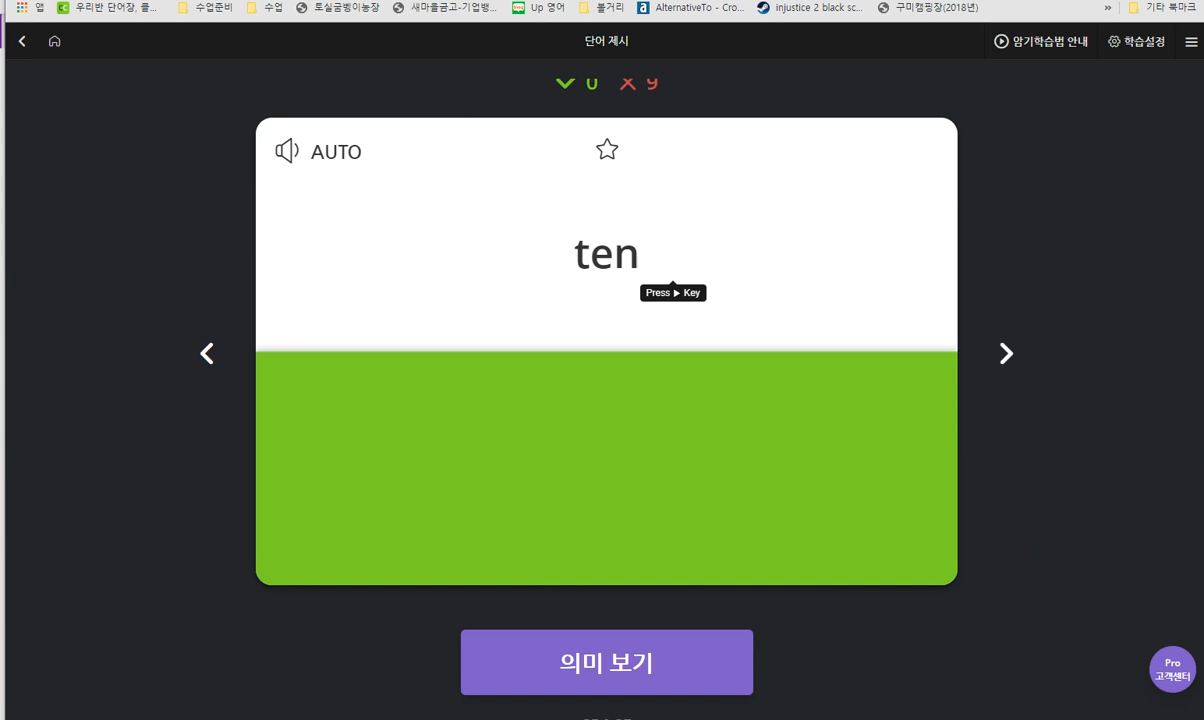 앱 우리반 단어장, 클... 수업준비 수업 토실굼벵이농장 새마을금고-기업뱅... Up 영어 볼거리 AlternativeTo - Cro... injustice 2 black sc... 구미캠핑장(2018년) » 기타 북마크
단어 제시 암기학습법 안내 학습설정
0 9
AUTO
ten
Press ▶ Key
의미 보기
Pro
고객센터